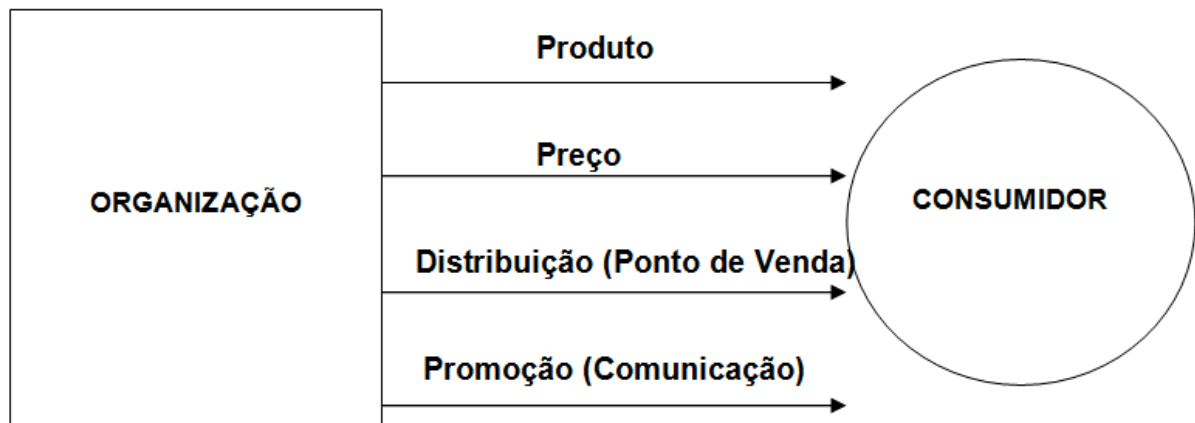 Produto
Preço
ORGANIZAÇÃO
CONSUMIDOR
Distribuição (Ponto de Venda)
Promoção (Comunicação)